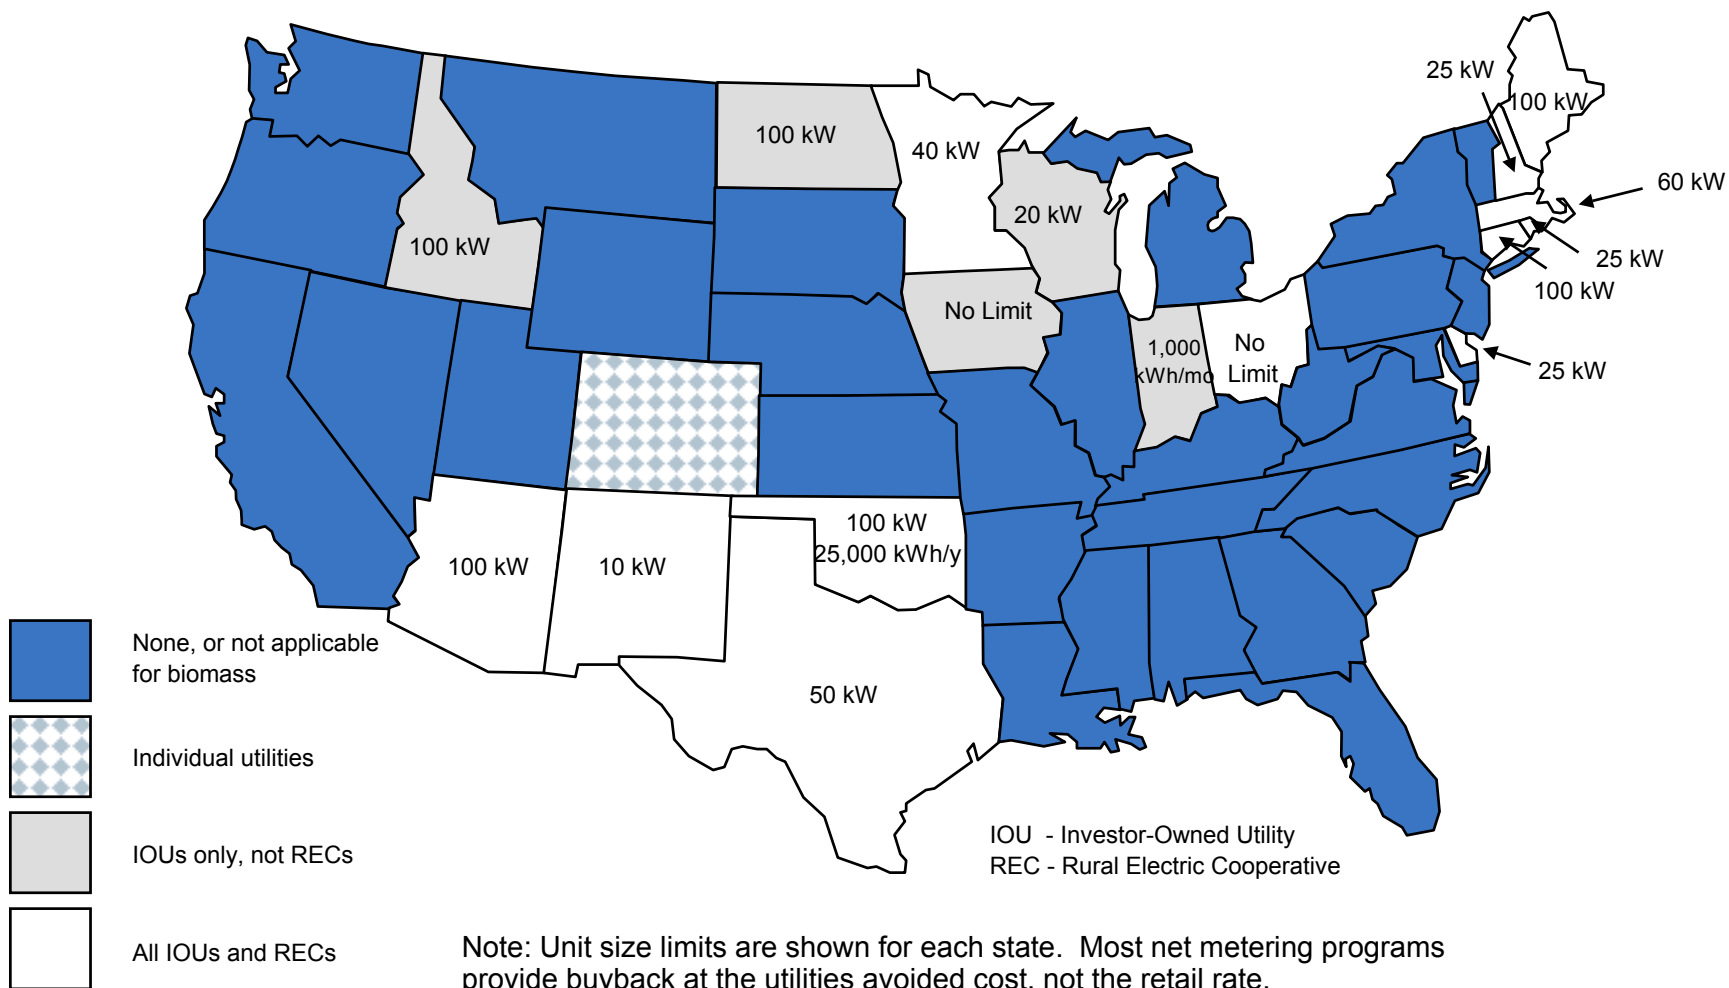 25 kW
100 kW
100 kW
40 kW
60 kW
20 kW
100 kW
25 kW
100 kW
No Limit
1,000
kWh/mo
No
Limit
25 kW
100 kW
25,000 kWh/y
100 kW
10 kW
50 kW
None, or not applicable
for biomass
Individual utilities
IOUs only, not RECs
All IOUs and RECs
IOU - Investor-Owned Utility
REC - Rural Electric Cooperative
Note: Unit size limits are shown for each state. Most net metering programs
provide buyback at the utilities avoided cost, not the retail rate.